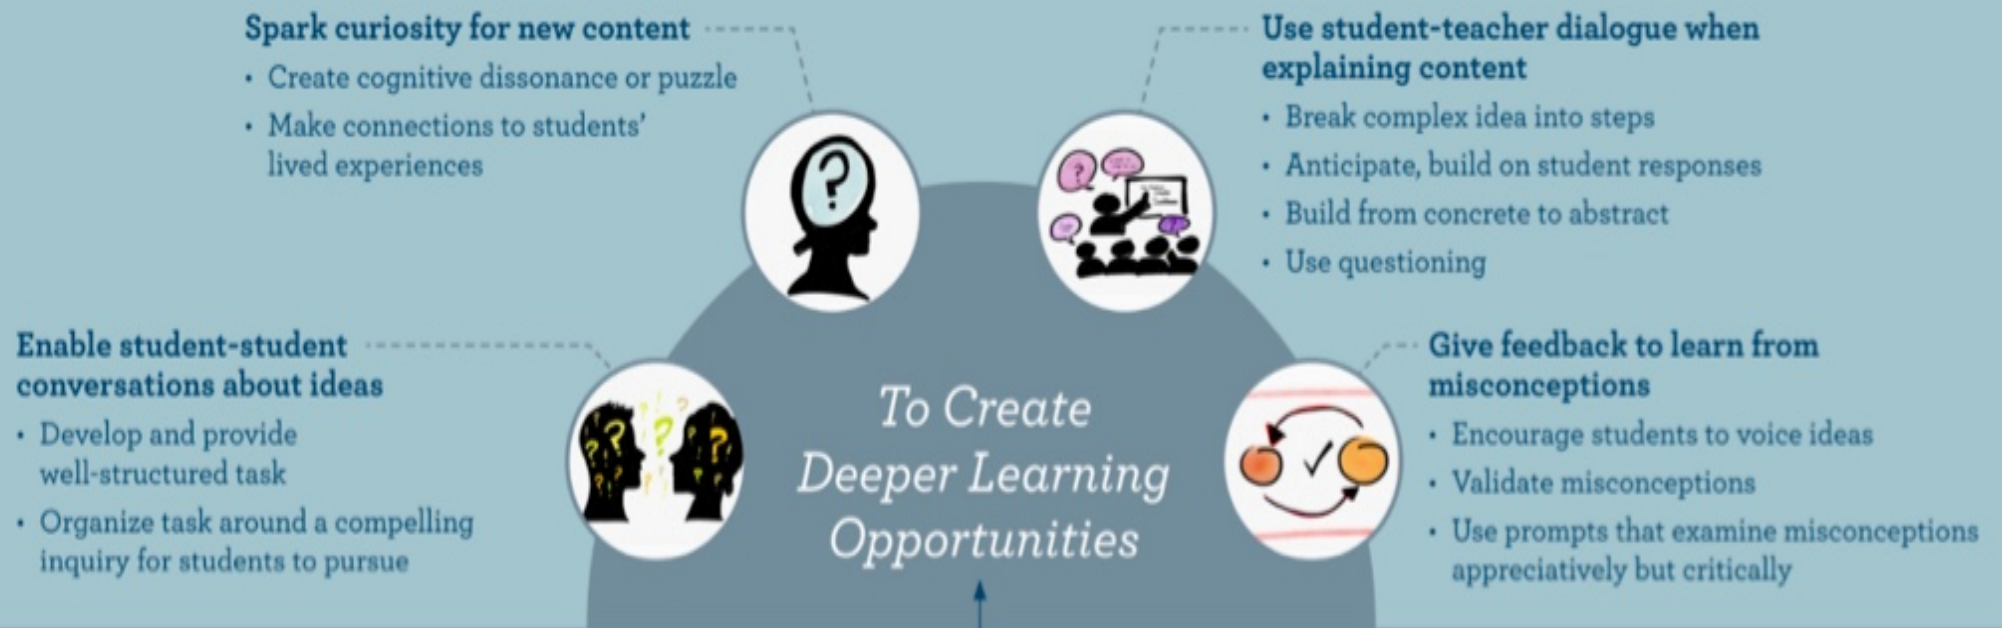 Spark curiosity for new content
• Create cognitive dissonance or puzzle
• Make connections to students'
lived experiences
Use student-teacher dialogue when
explaining content
• Break complex idea into steps
• Anticipate, build on student responses
• Build from concrete to abstract
• Use questioning
Enable student-student
conversations about ideas
• Develop and provide
well-structured task
• Organize task around a compelling
inquiry for students to pursue
To Create
Deeper Learning
Opportunities
Give feedback to learn from
misconceptions
• Encourage students to voice ideas
• Validate misconceptions
• Use prompts that examine misconceptions
appreciatively but critically